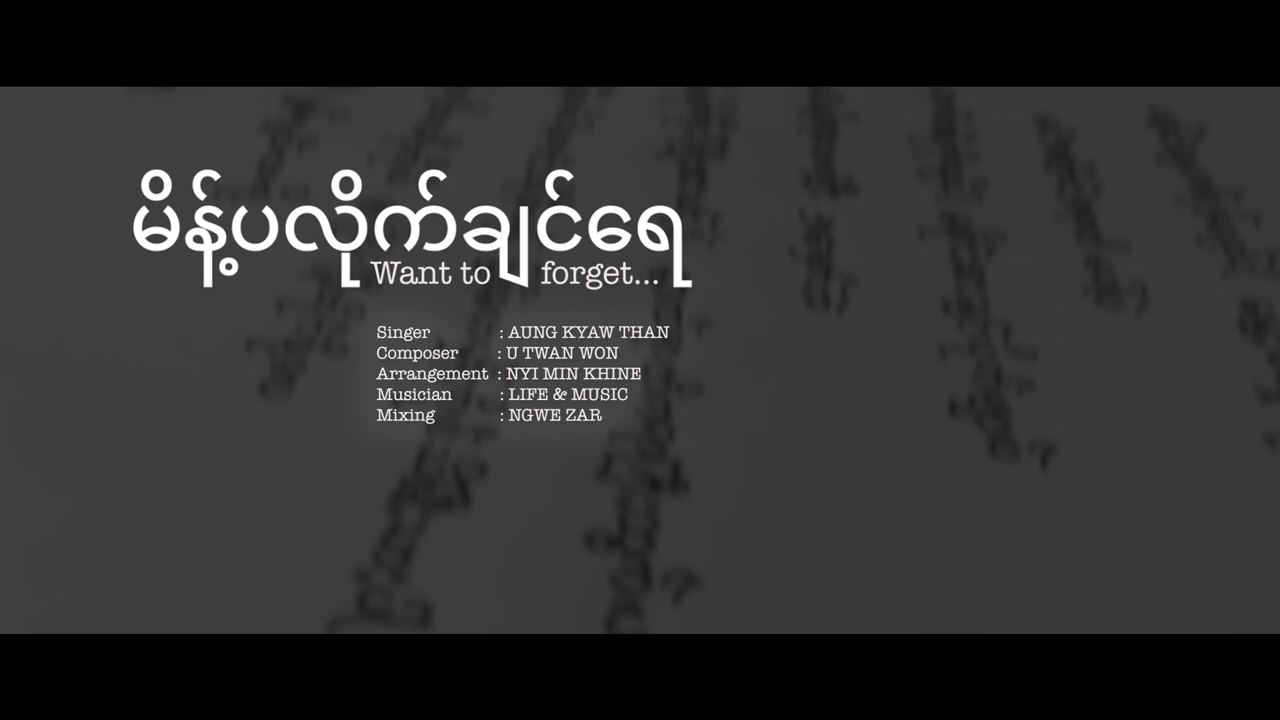 မိန့်ပလိုက်ချင်ရေ
Want to forget...
Singer : AUNG KYAW THAN
Composer : U TWAN WON
Arrangement : NYI MIN KHINE
Musician : LIFE & MUSIC
Mixing : NGWE ZAR